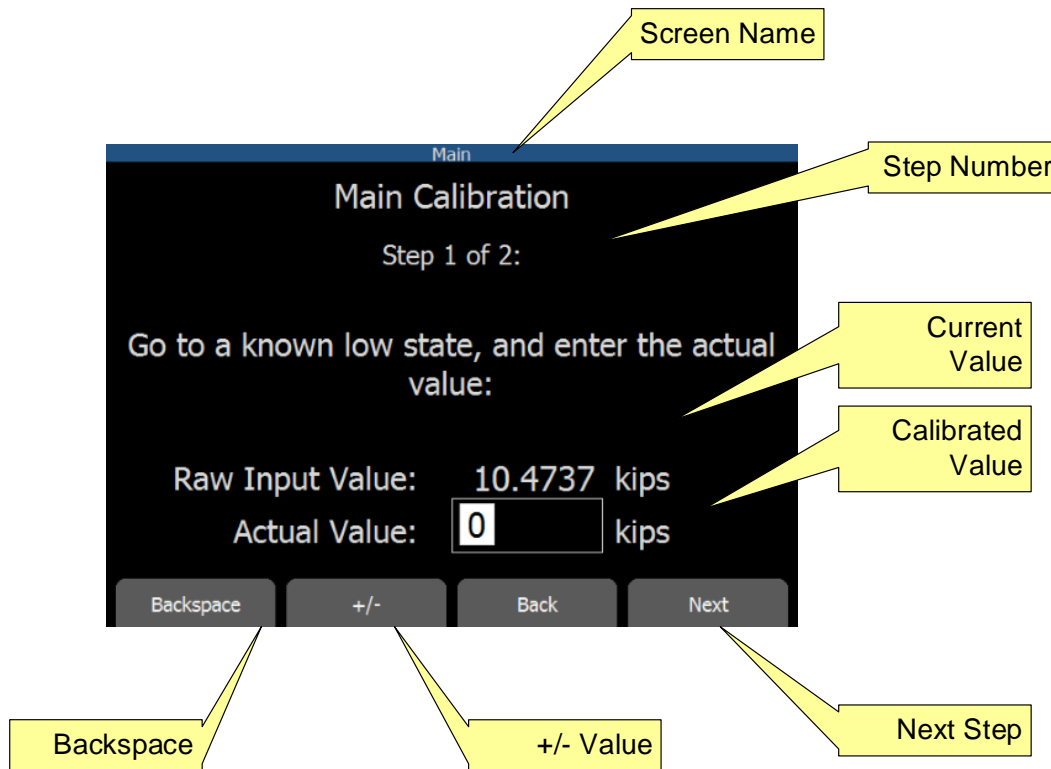 Screen Name
Main
Step Number
Main Calibration
Step 1 of 2:
Current
Value
Go to a known low state, and enter the actual
value:
Calibrated
Value
Raw Input Value: 10.4737 kips
Actual Value: 0 kips
Backspace +/- Back Next
Backspace +/- Value Next Step